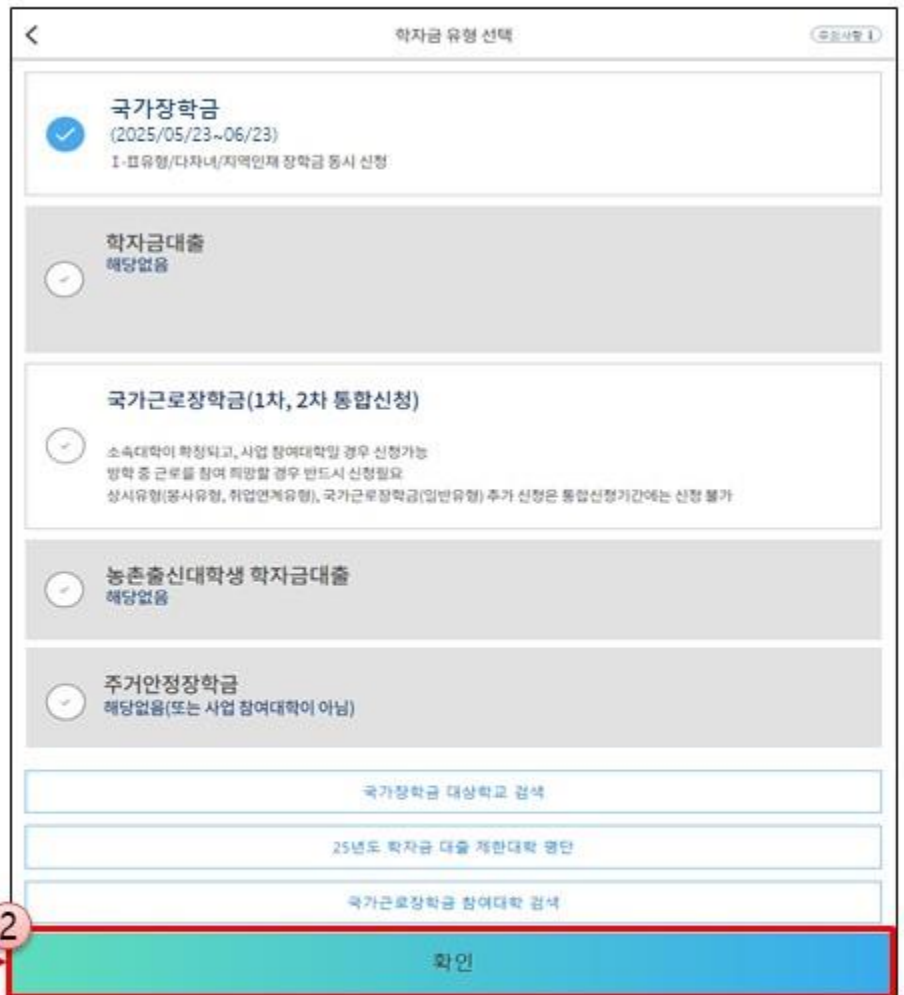 학자금 유형 선택
주의사항
국가장학금
(2025/05/23~06/23)
I·II유형/다자녀/지역인재 장학금 동시 신청
학자금대출
해당없음
국가근로장학금(1차, 2차 통합신청)
소속대학이 확정되고, 사업 참여대학일 경우 신청가능
방학 중 근로를 참여 희망할 경우 반드시 신청필요
상시유형(봉사유형, 취업연계유형), 국가근로장학금(일반유형) 추가 신청은 통합신청기간에는 신청 불가
농촌출신대학생 학자금대출
해당없음
주거안정장학금
해당없음(또는 사업 참여대학이 아님)
국가장학금 대상학교 검색
25년도 학자금 대출 제한대학 명단
국가근로장학금 참여대학 검색
2
확인